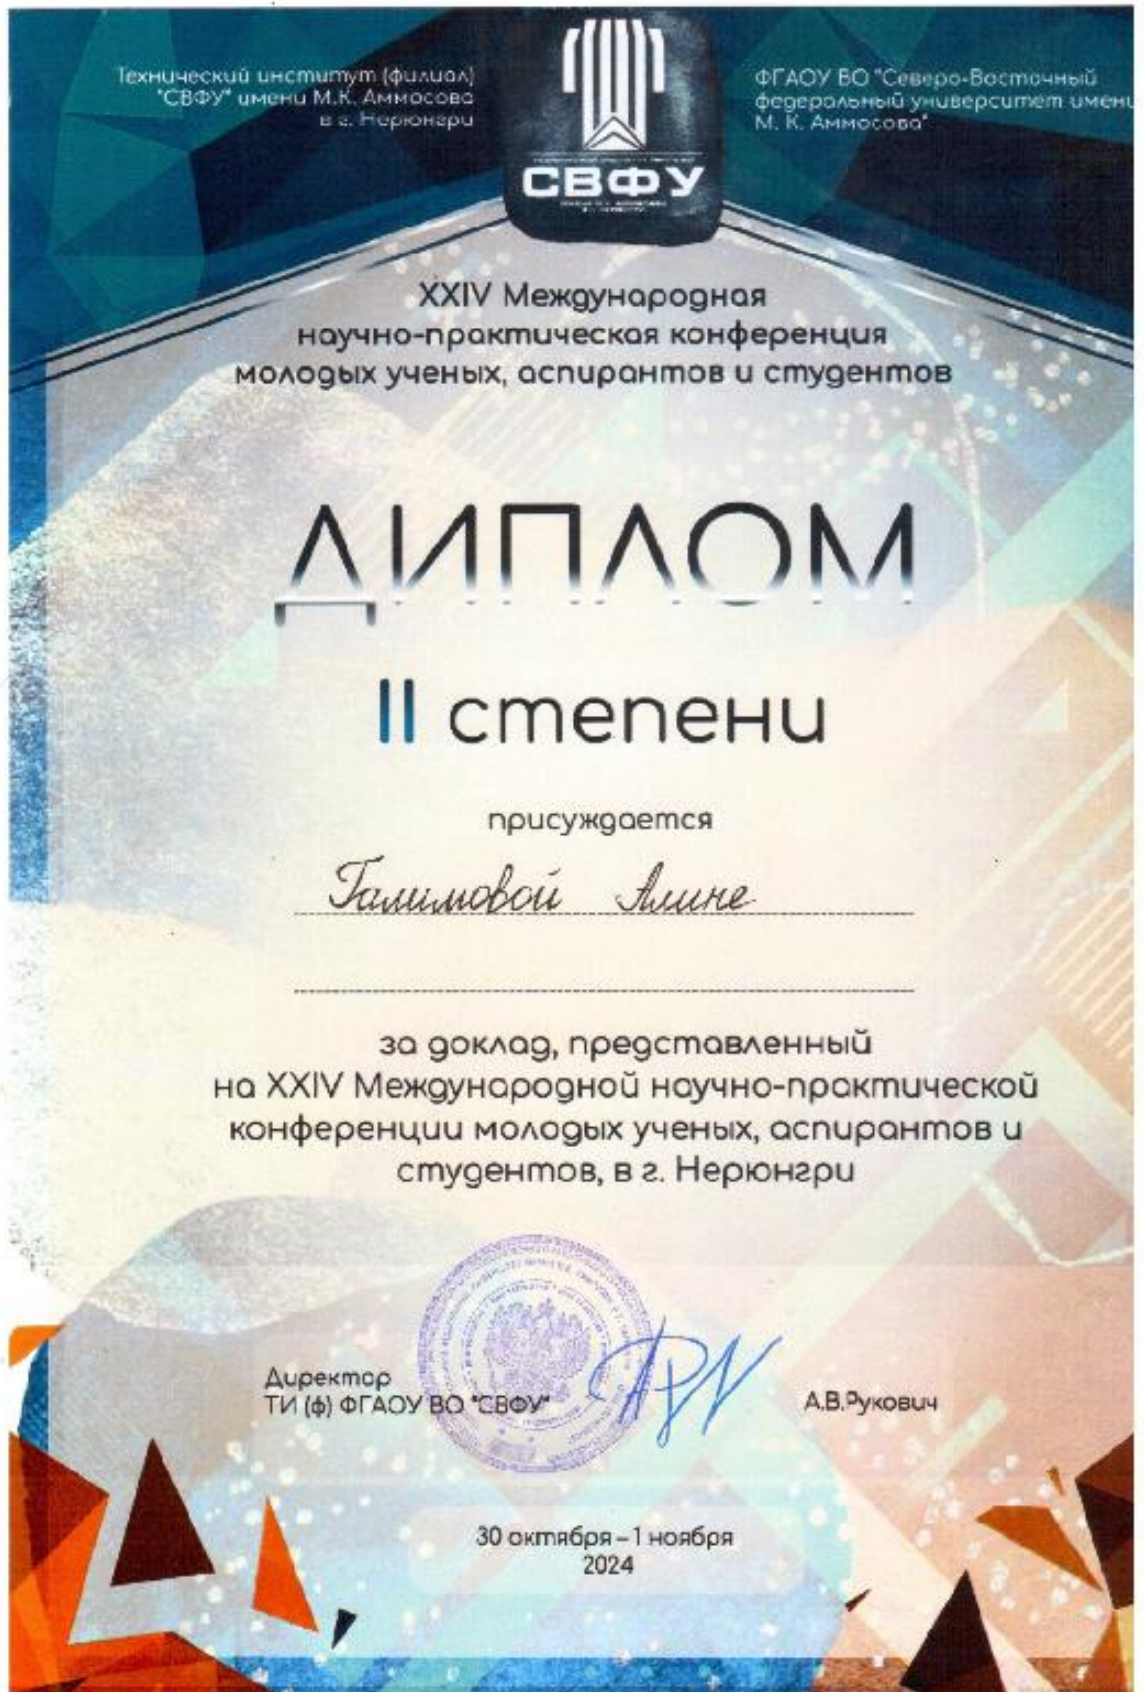 Технический институт (филиал)
"СВФУ" имени М.К. Аммосова
в г. Нерюнгри
ФГАОУ ВО "Северо-Восточный
федеральный университет имени
М. К. Аммосова"
СВФУ
XXIV Международная
научно-практическая конференция
молодых ученых, аспирантов и студентов
ДИПЛОМ
II степени
присуждается
Галимовой Алине
за доклад, представленный
на XXIV Международной научно-практической
конференции молодых ученых, аспирантов и
студентов, в г. Нерюнгри
Директор
ТИ (ф) ФГАОУ ВО "СВФУ"
А.В.Рукович
30 октября – 1 ноября
2024